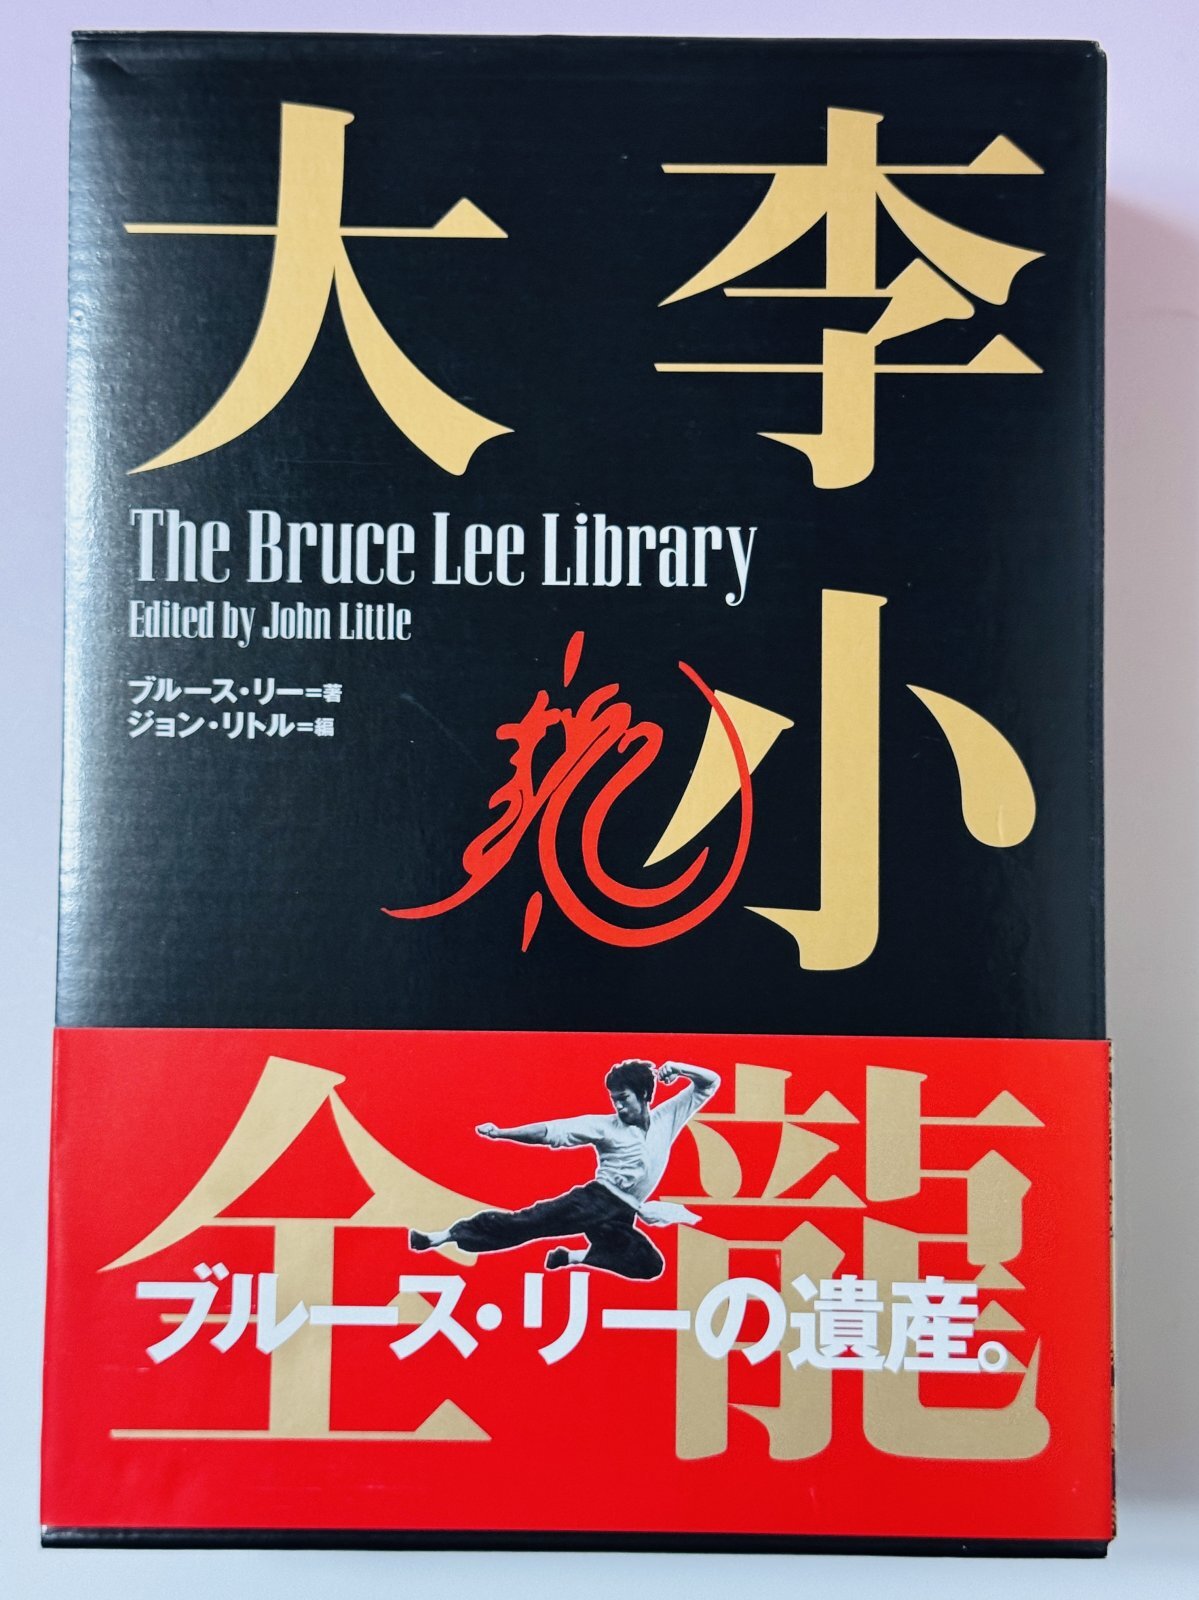 李小龍
大全
The Bruce Lee Library
Edited by John Little
ブルース・リー=著
ジョン・リトル=編
ブルース・リーの遺産。